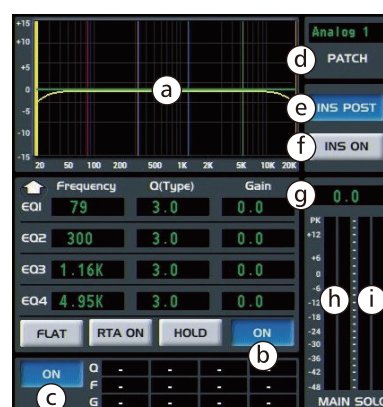 +15
+10
+5
0
-5
-10
-15
20 50 100 200 500 1K 2K 5K 10K 20K
a
Analog 1
d PATCH
e INS POST
f INS ON
Frequency Q(Type) Gain
EQ1 79 3.0 0.0
EQ2 300 3.0 0.0
EQ3 1.16K 3.0 0.0
EQ4 4.95K 3.0 0.0
FLAT RTA ON HOLD ON
b
g 0.0
PK
+12
+6
0
-6
-12
-18
-24
-30
-36
-42
-48
h i
MAIN SOLO
ON
c
Q - - - -
F - - - -
G - - - -